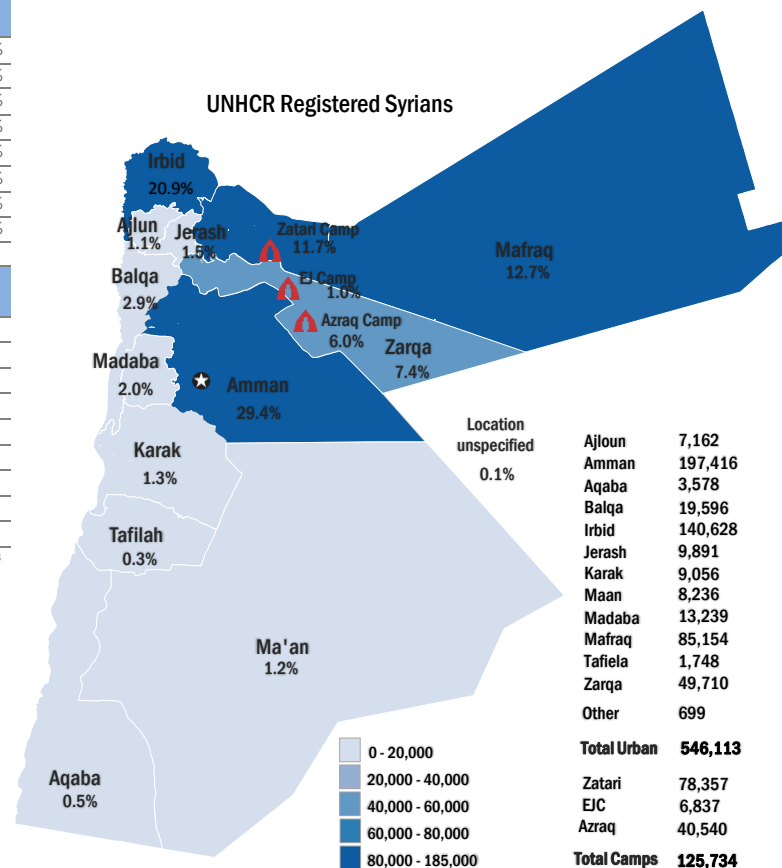 UNHCR Registered Syrians
Irbid
20.9%
Ajlun
1.1%
Jerash
1.5%
Zatari Camp
11.7%
Mafraq
12.7%
Balqa
2.9%
EJ Camp
1.0%
Azraq Camp
6.0%
Zarqa
7.4%
Madaba
2.0%
Amman
29.4%
Location
unspecified
0.1%
Karak
1.3%
Tafilah
0.3%
Ma'an
1.2%
Aqaba
0.5%
0 - 20,000
20,000 - 40,000
40,000 - 60,000
60,000 - 80,000
80,000 - 185,000
Ajloun 7,162
Amman 197,416
Aqaba 3,578
Balqa 19,596
Irbid 140,628
Jerash 9,891
Karak 9,056
Maan 8,236
Madaba 13,239
Mafraq 85,154
Tafiela 1,748
Zarqa 49,710
Other 699
Total Urban 546,113
Zatari 78,357
EJC 6,837
Azraq 40,540
Total Camps 125,734